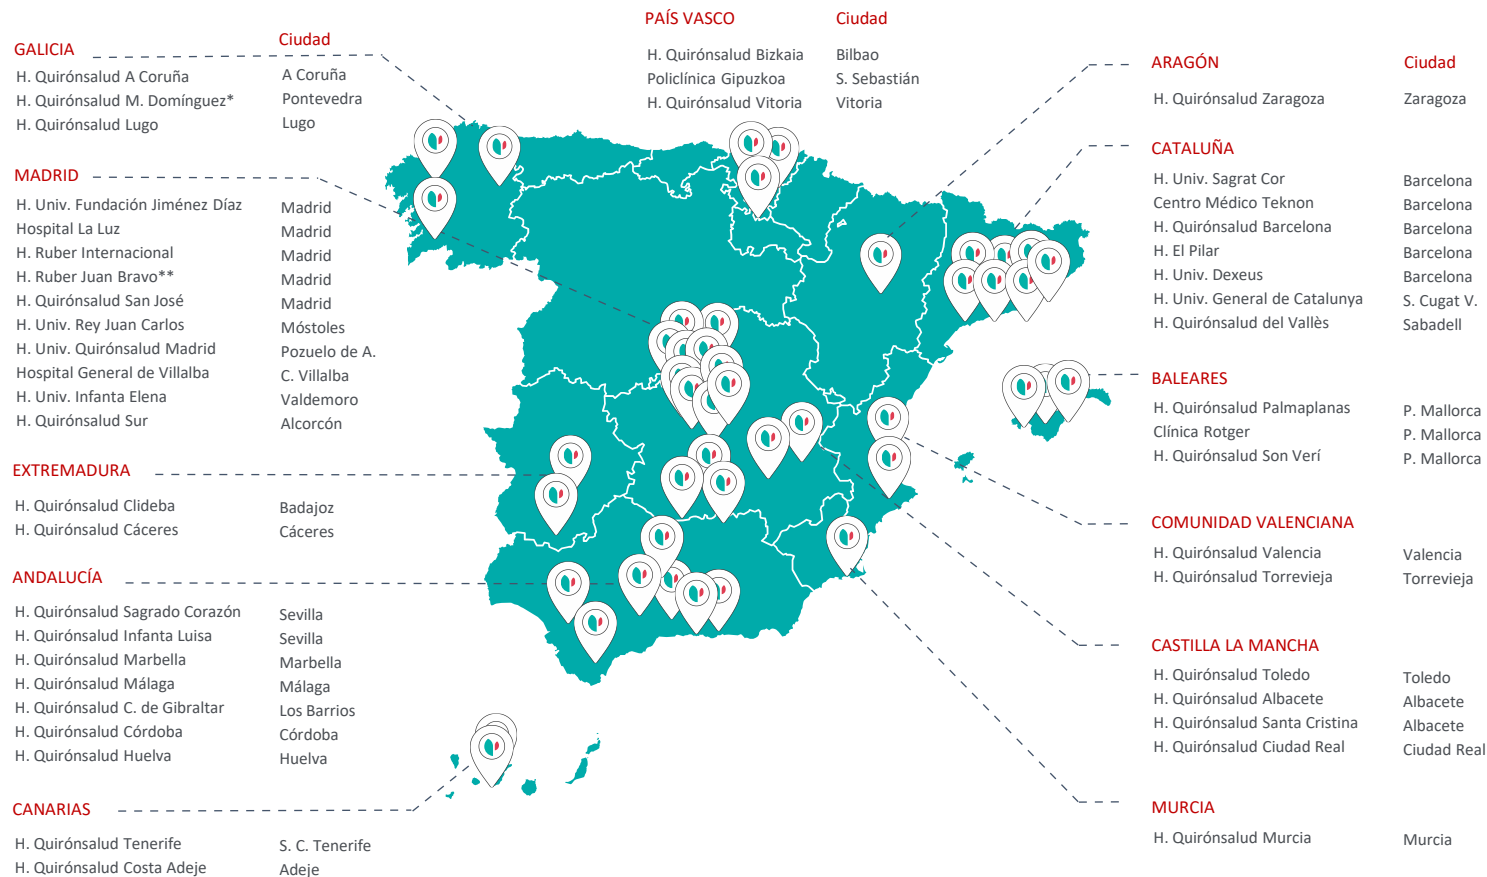 GALICIA Ciudad
H. Quirónsalud A Coruña A Coruña
H. Quirónsalud M. Domínguez* Pontevedra
H. Quirónsalud Lugo Lugo
MADRID
H. Univ. Fundación Jiménez Díaz Madrid
Hospital La Luz Madrid
H. Ruber Internacional Madrid
H. Ruber Juan Bravo** Madrid
H. Quirónsalud San José Madrid
H. Univ. Rey Juan Carlos Móstoles
H. Univ. Quirónsalud Madrid Pozuelo de A.
Hospital General de Villalba C. Villalba
H. Univ. Infanta Elena Valdemoro
H. Quirónsalud Sur Alcorcón
EXTREMADURA
H. Quirónsalud Clideba Badajoz
H. Quirónsalud Cáceres Cáceres
ANDALUCÍA
H. Quirónsalud Sagrado Corazón Sevilla
H. Quirónsalud Infanta Luisa Sevilla
H. Quirónsalud Marbella Marbella
H. Quirónsalud Málaga Málaga
H. Quirónsalud C. de Gibraltar Los Barrios
H. Quirónsalud Córdoba Córdoba
H. Quirónsalud Huelva Huelva
CANARIAS
H. Quirónsalud Tenerife S. C. Tenerife
H. Quirónsalud Costa Adeje Adeje
PAÍS VASCO Ciudad
H. Quirónsalud Bizkaia Bilbao
Policlínica Gipuzkoa S. Sebastián
H. Quirónsalud Vitoria Vitoria
ARAGÓN Ciudad
H. Quirónsalud Zaragoza Zaragoza
CATALUÑA
H. Univ. Sagrat Cor Barcelona
Centro Médico Teknon Barcelona
H. Quirónsalud Barcelona Barcelona
H. El Pilar Barcelona
H. Univ. Dexeus Barcelona
H. Univ. General de Catalunya S. Cugat V.
H. Quirónsalud del Vallès Sabadell
BALEARES
H. Quirónsalud Palmaplanas P. Mallorca
Clínica Rotger P. Mallorca
H. Quirónsalud Son Verí P. Mallorca
COMUNIDAD VALENCIANA
H. Quirónsalud Valencia Valencia
H. Quirónsalud Torrevieja Torrevieja
CASTILLA LA MANCHA
H. Quirónsalud Toledo Toledo
H. Quirónsalud Albacete Albacete
H. Quirónsalud Santa Cristina Albacete
H. Quirónsalud Ciudad Real Ciudad Real
MURCIA
H. Quirónsalud Murcia Murcia